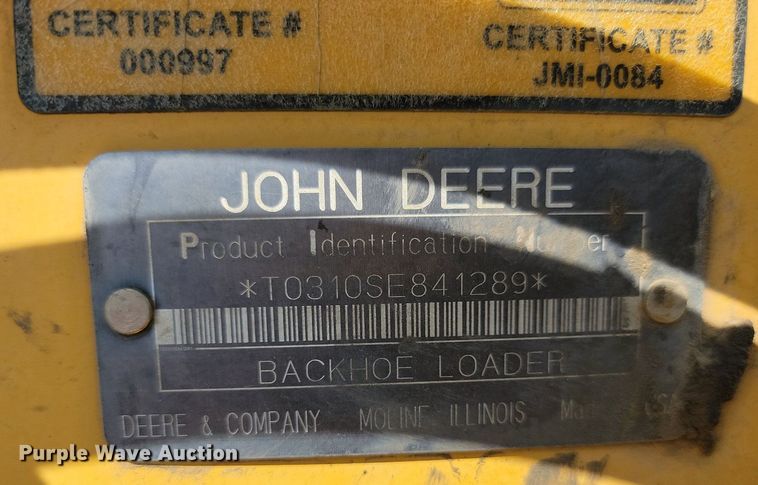 CERTIFICATE #
000997
CERTIFICATE #
JMI-0084
JOHN DEERE
Product Identification Number
*T0310SE841289*
BACKHOE LOADER
DEERE & COMPANY MOLINE ILLINOIS
Purple Wave Auction